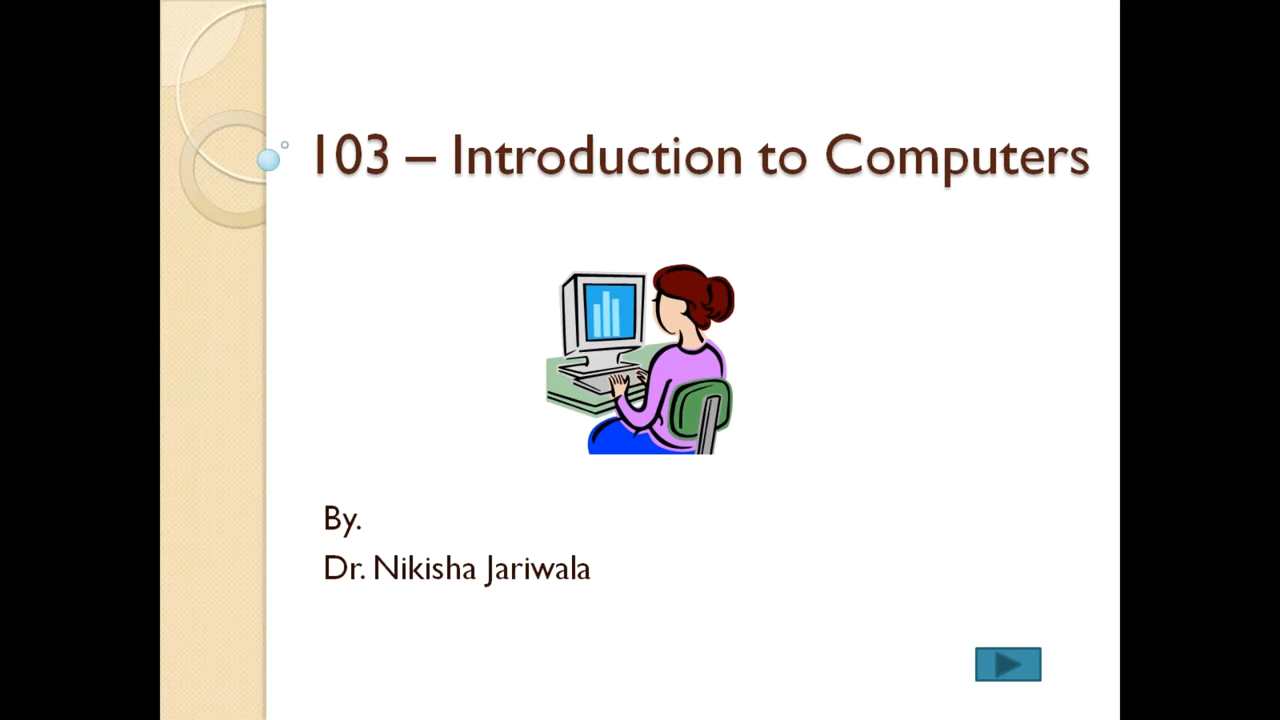 103 – Introduction to Computers
By.
Dr. Nikisha Jariwala